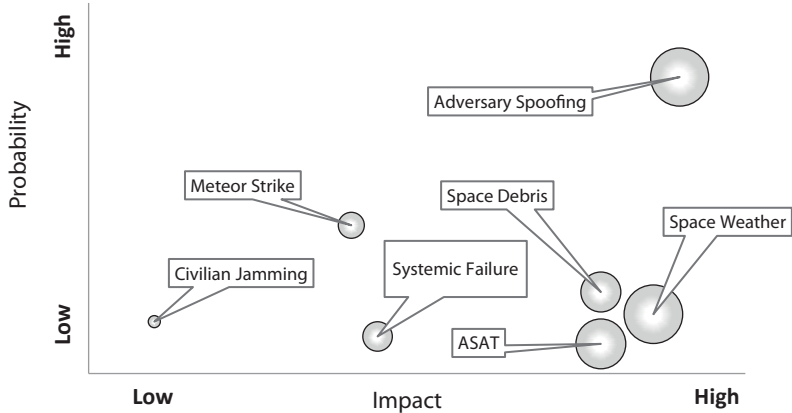 High
Probability
Low
Adversary Spoofing
Meteor Strike
Space Debris
Space Weather
Civilian Jamming
Systemic Failure
ASAT
Low
Impact
High